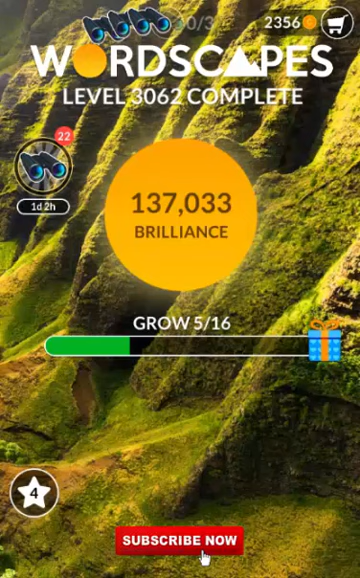 2356
WORDSCAPES
LEVEL 3062 COMPLETE
22
1d 2h
137,033
BRILLIANCE
GROW 5/16
4
SUBSCRIBE NOW